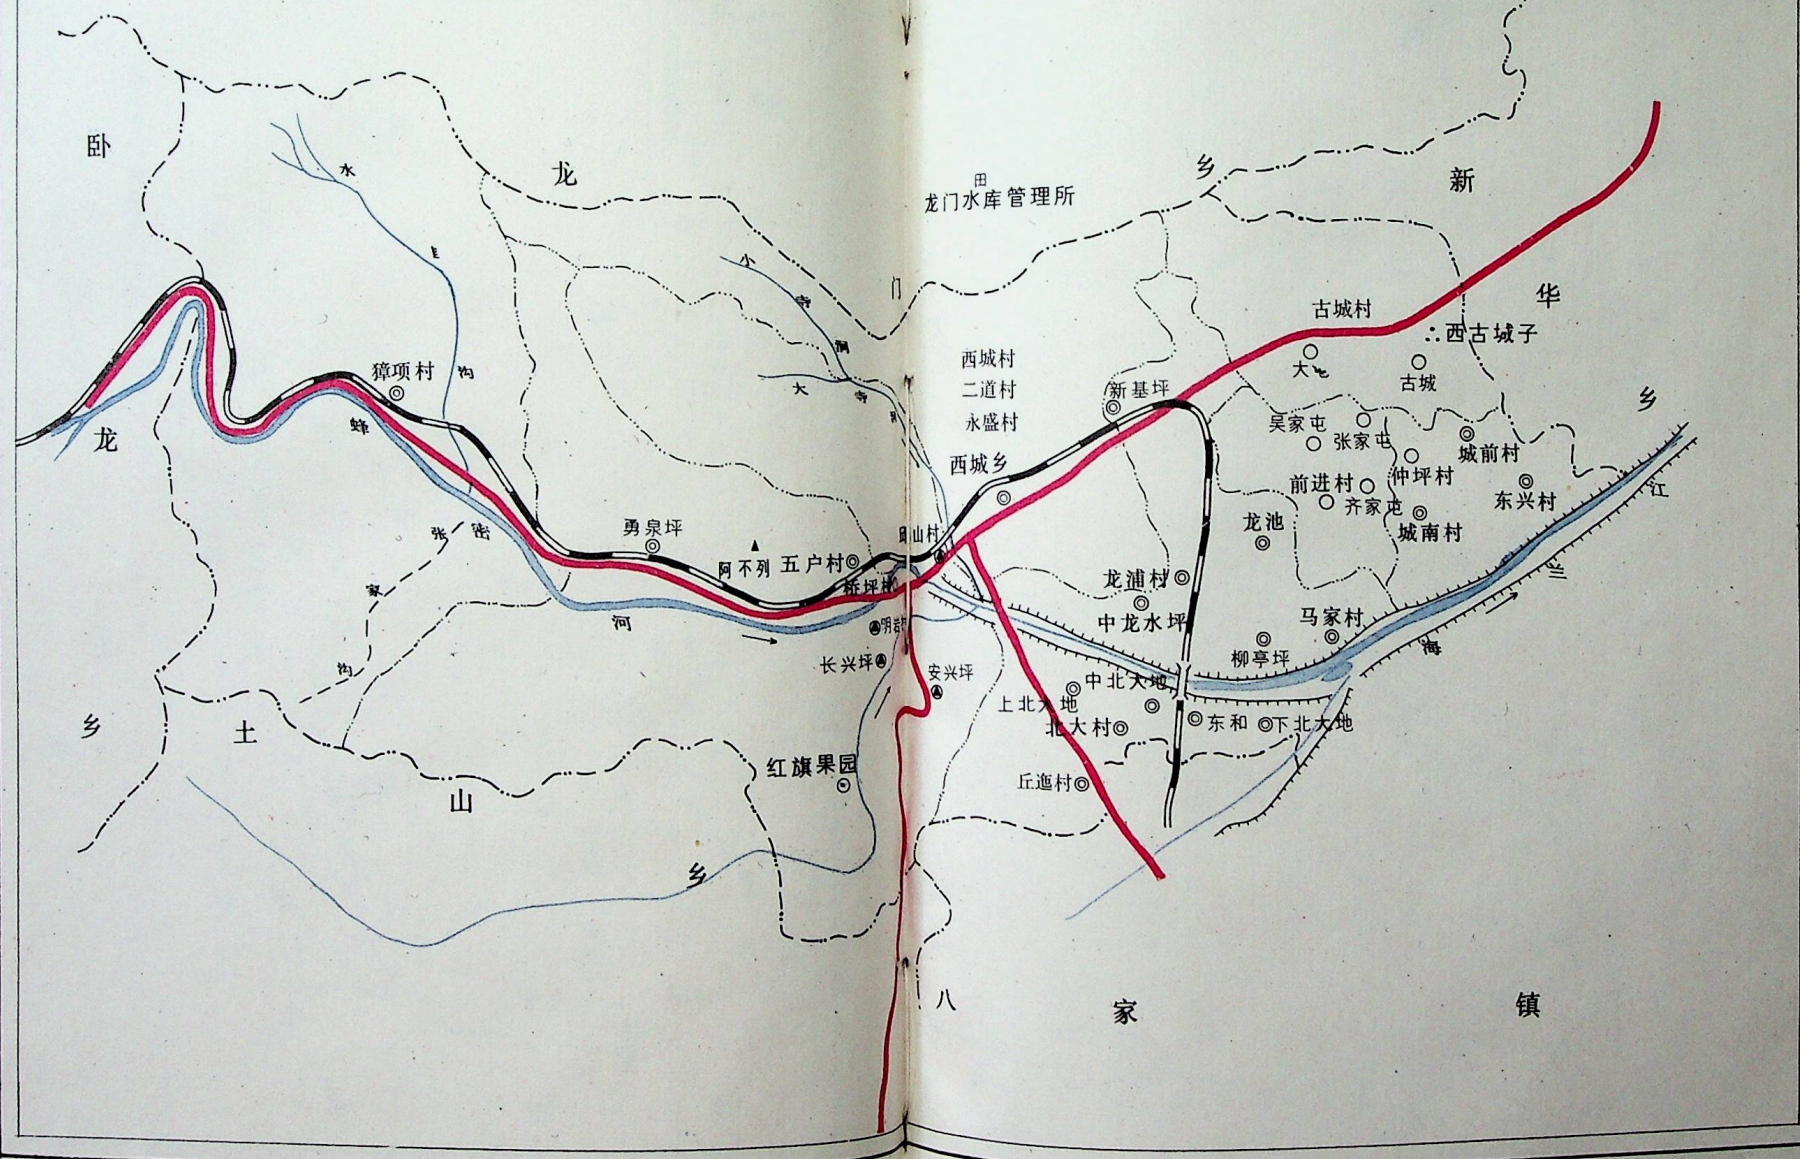 卧龙乡
龙门乡
新华乡
土山乡
八家镇
田
龙门水库管理所
水
沟
小寺洞
大寺
獐项村
蜂蜜河
张家沟
勇泉坪
阿不列
五户村
桥坪村
山村
长兴坪
安兴坪
红旗果园
西城村
二道村
永盛村
西城乡
新基坪
古城村
西古城子
古城
吴家屯
张家屯
城前村
仲坪村
前进村
齐家屯
东兴村
城南村
龙池
龙浦村
中龙水坪
马家村
柳亭坪
海兰江
中北大地
上北大地
北大村
东和
下北大地
丘迤村